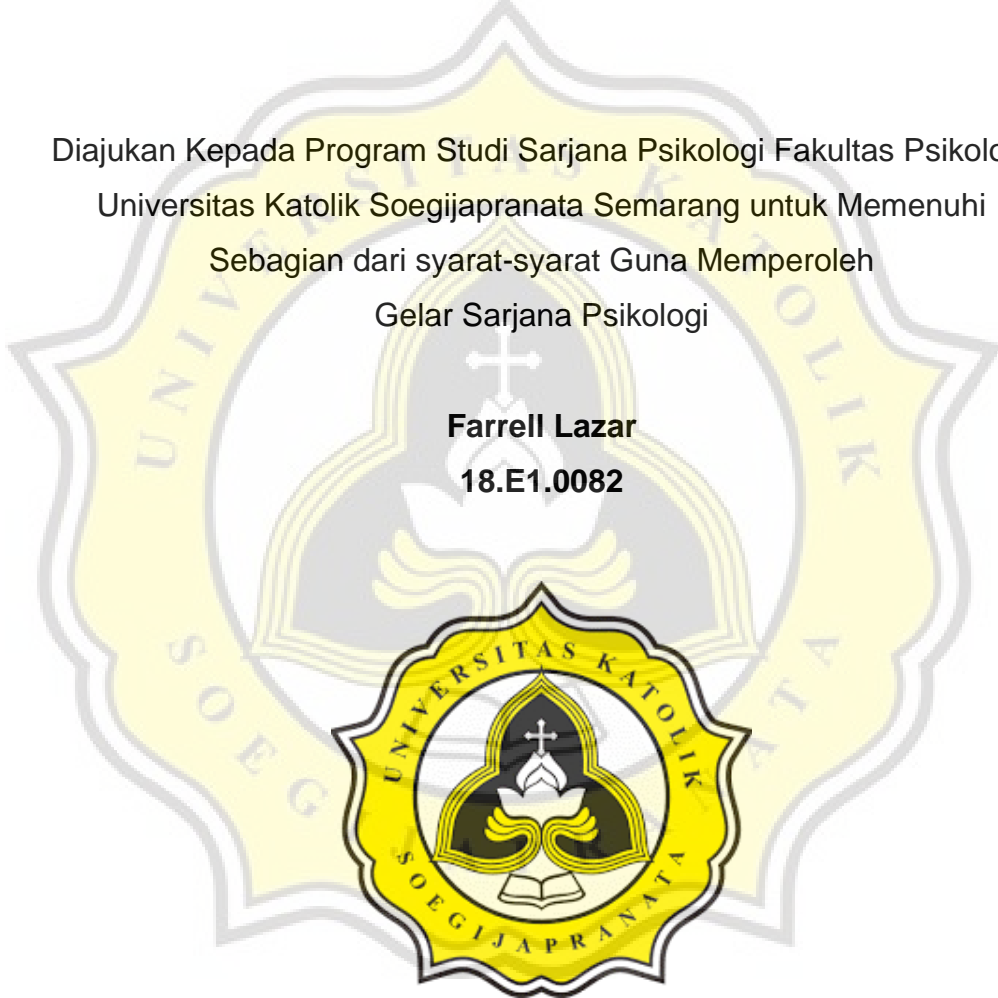 Diajukan Kepada Program Studi Sarjana Psikologi Fakultas Psikolo
Universitas Katolik Soegijapranata Semarang untuk Memenuhi
Sebagian dari syarat-syarat Guna Memperoleh
Gelar Sarjana Psikologi
Farrell Lazar
18.E1.0082
UNIVERSITAS KATOLIK
SOEGIJAPRANATA